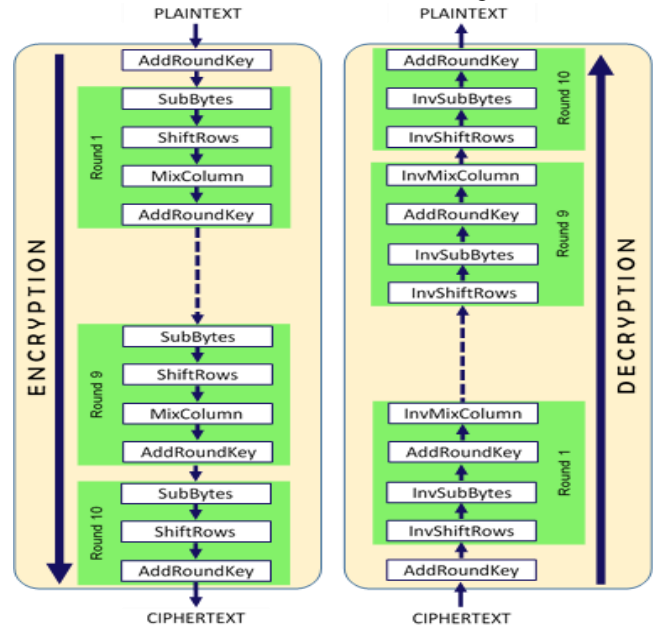 PLAINTEXT
AddRoundKey
SubBytes
ShiftRows
MixColumn
AddRoundKey
Round 1
SubBytes
ShiftRows
MixColumn
AddRoundKey
Round 9
SubBytes
ShiftRows
AddRoundKey
Round 10
CIPHERTEXT
ENCRYPTION
PLAINTEXT
AddRoundKey
InvSubBytes
InvShiftRows
Round 10
InvMixColumn
AddRoundKey
InvSubBytes
InvShiftRows
Round 9
InvMixColumn
AddRoundKey
InvSubBytes
InvShiftRows
Round 1
AddRoundKey
CIPHERTEXT
DECRYPTION